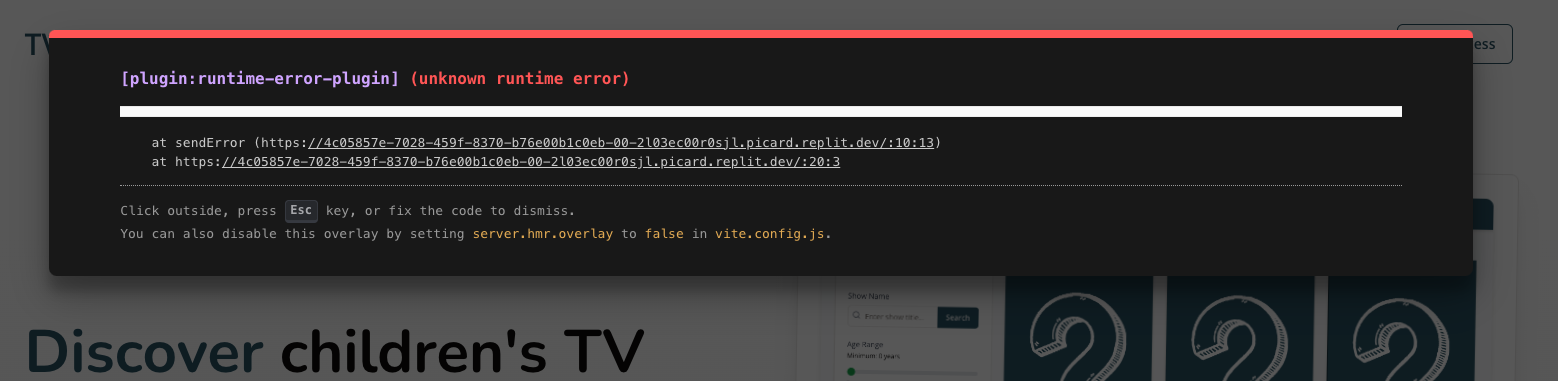 TV
ess
[plugin:runtime-error-plugin] (unknown runtime error)
at sendError (https://4c05857e-7028-459f-8370-b76e00b1c0eb-00-2l03ec00r0sjl.picard.replit.dev/:10:13)
at https://4c05857e-7028-459f-8370-b76e00b1c0eb-00-2l03ec00r0sjl.picard.replit.dev/:20:3
Click outside, press Esc key, or fix the code to dismiss.
You can also disable this overlay by setting server.hmr.overlay to false in vite.config.js.
Discover children's TV
Show Name
Enter show title...
Search
Age Range
Minimum: 0 years
? ? ?